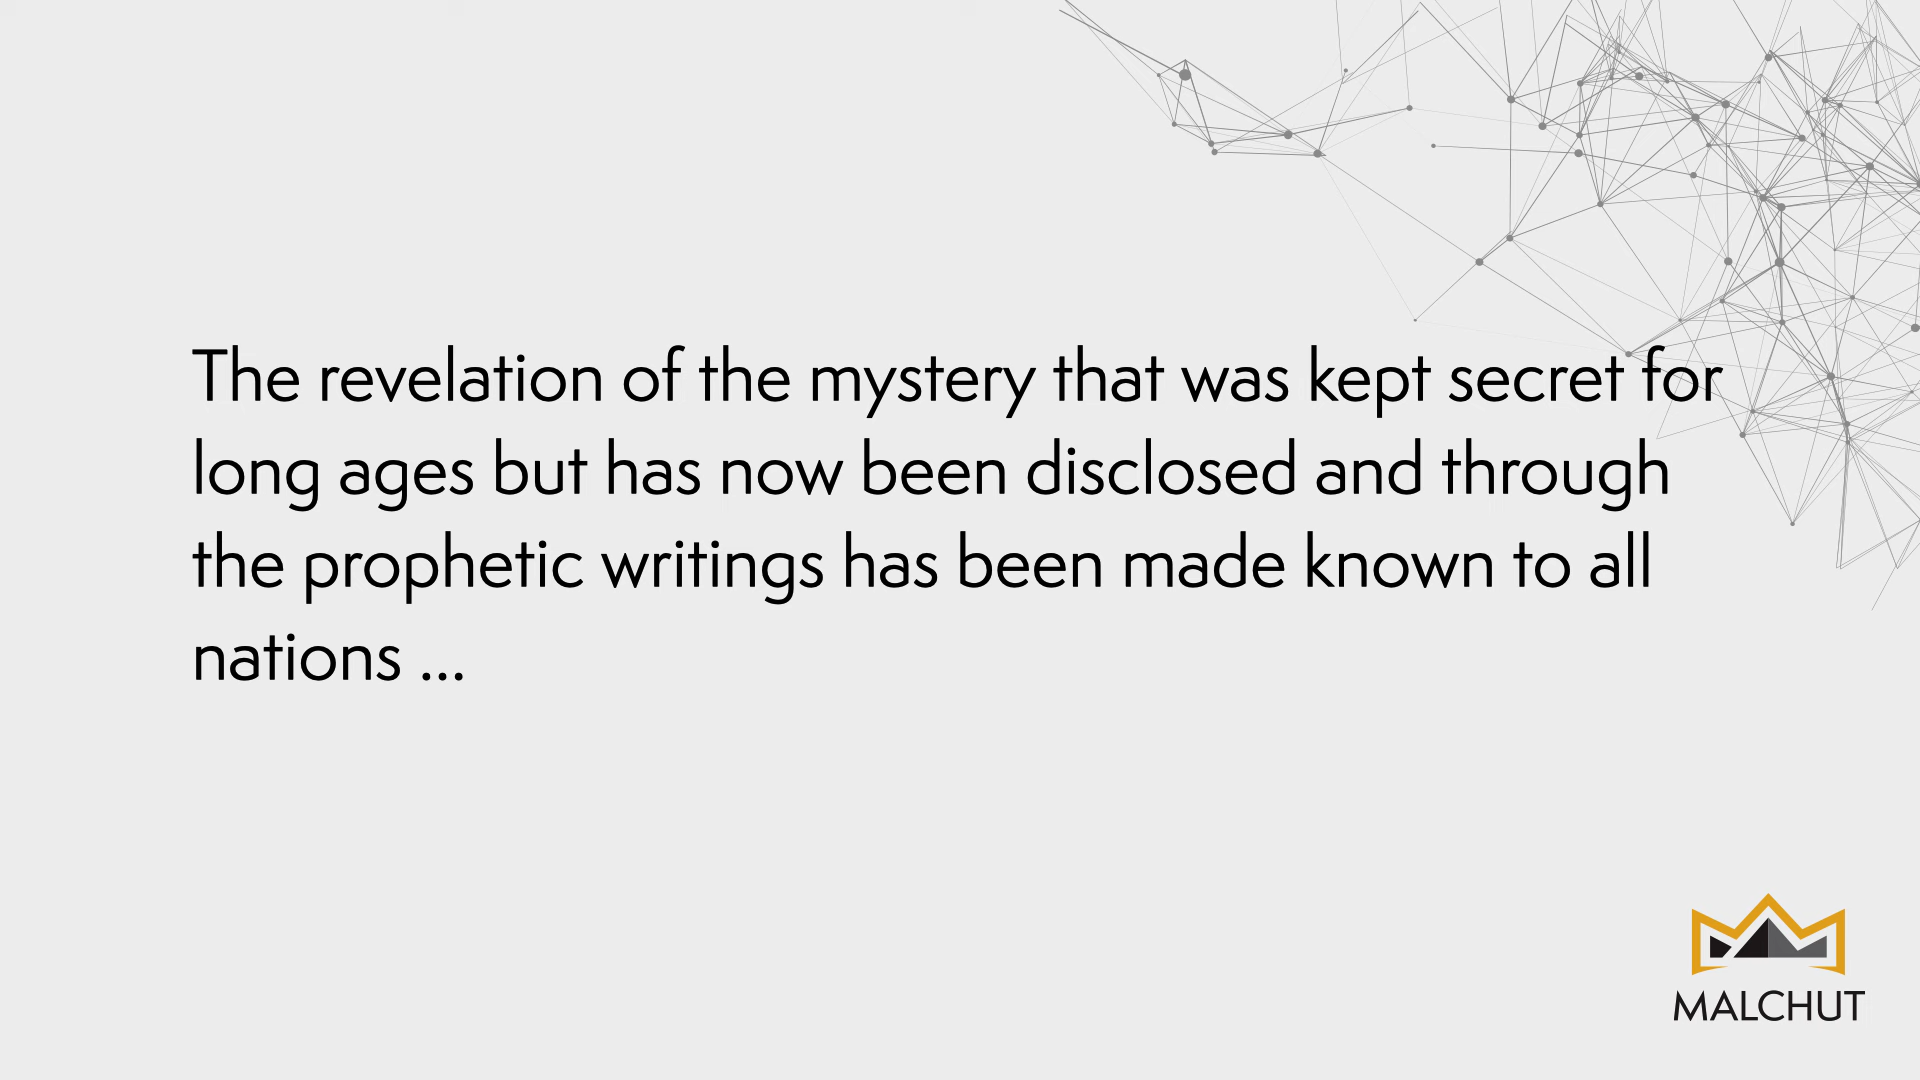 The revelation of the mystery that was kept secret for
long ages but has now been disclosed and through
the prophetic writings has been made known to all
nations ...
MALCHUT